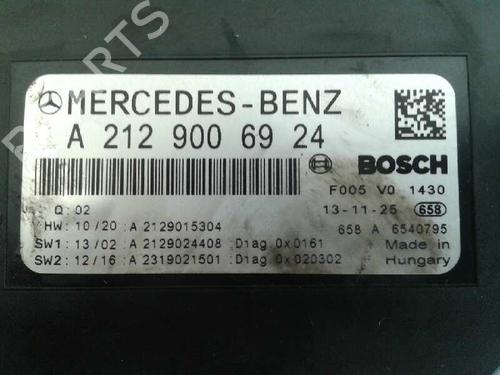 PARTS
MERCEDES-BENZ
A 212 900 69 24
BOSCH
F005 V0 1430
Q: 02
13-11-25 658
HW: 10/20: A 2129015304
658 A 6540795
SW1: 13/02: A 2129024408: Diag.0x0161
Made in
SW2: 12/16: A 2319021501: Diag.0x020302
Hungary